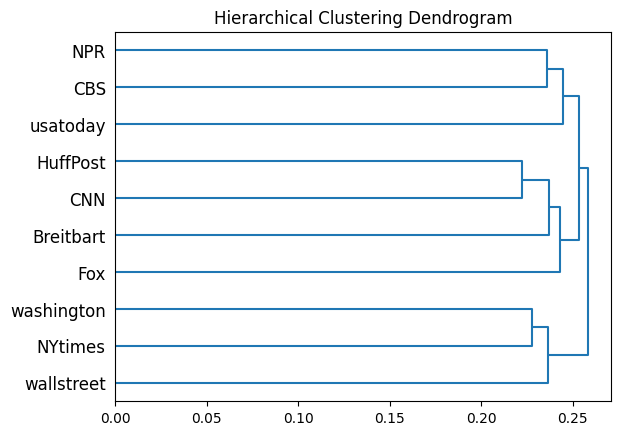 Hierarchical Clustering Dendrogram
NPR
CBS
usatoday
HuffPost
CNN
Breitbart
Fox
washington
NYtimes
wallstreet
0.00 0.05 0.10 0.15 0.20 0.25